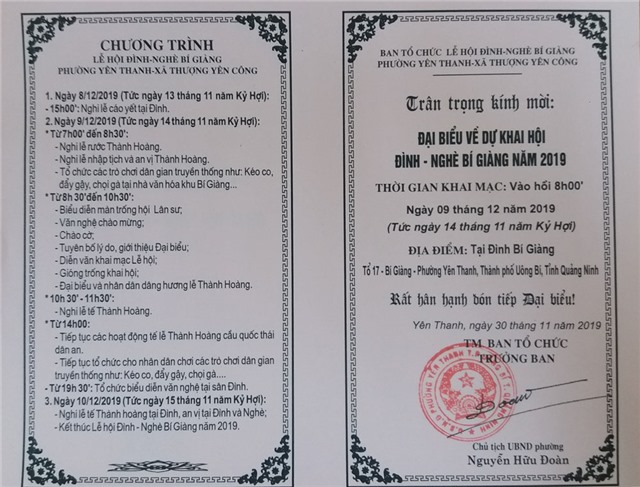 CHƯƠNG TRÌNH
LỄ HỘI ĐÌNH-NGHÈ BÍ GIÀNG
PHƯỜNG YÊN THANH-XÃ THƯỢNG YÊN CÔNG
1. Ngày 8/12/2019 (Tức ngày 13 tháng 11 năm Kỷ Hợi):
- 15h00': Nghi lễ cáo yết tại Đình.
2. Ngày 9/12/2019 (Tức ngày 14 tháng 11 năm Kỷ Hợi):
*Từ 7h00' đến 8h30':
- Nghi lễ rước Thành Hoàng.
- Nghi lễ nhập tịch và an vị Thành Hoàng.
- Tổ chức các trò chơi dân gian truyền thống như: Kéo co,
đẩy gậy, chọi gà tại nhà văn hóa khu Bí Giàng....
*Từ 8h30' đến 10h30':
- Biểu diễn màn trống hội Lân sư,
- Văn nghệ chào mừng;
- Chào cờ;
- Tuyên bố lý do, giới thiệu Đại biểu;
- Diễn văn khai mạc Lễ hội;
- Gióng trống khai hội;
- Đại biểu và nhân dân dâng hương lễ Thành Hoàng.
*10h 30' - 11h30':
- Nghi lễ tế Thành Hoàng.
*Từ 14h00':
- Tiếp tục các hoạt động tế lễ Thành Hoàng cầu quốc thái
dân an.
- Tiếp tục tổ chức cho nhân dân chơi các trò chơi dân gian
truyền thống như: Kéo co, đẩy gậy, chọi gà....
- Từ 19h 30': Tổ chức biểu diễn văn nghệ tại sân Đình.
3. Ngày 10/12/2019 (Tức ngày 15 tháng 11 năm Kỷ Hợi):
- Nghi lễ tế Thành hoàng tại Đình, an vị tại Đình và Nghè;
- Kết thúc Lễ hội Đình - Nghè Bí Giàng năm 2019.
BAN TỔ CHỨC LỄ HỘI ĐÌNH-NGHÈ BÍ GIÀNG
PHƯỜNG YÊN THANH-XÃ THƯỢNG YÊN CÔNG
Trân trọng kính mời:
ĐẠI BIỂU VỀ DỰ KHAI HỘI
ĐÌNH - NGHÈ BÍ GIÀNG NĂM 2019
THỜI GIAN KHAI MẠC: Vào hồi 8h00'
Ngày 09 tháng 12 năm 2019
(Tức ngày 14 tháng 11 năm Kỷ Hợi)
ĐỊA ĐIỂM: Tại Đình Bí Giàng
Tổ 17 - Bí Giàng - Phường Yên Thanh, Thành phố Uông Bí, Tỉnh Quảng Ninh
Rất hân hạnh đón tiếp Đại biểu!
Yên Thanh, ngày 30 tháng 11 năm 2019
TM BAN TỔ CHỨC
TRƯỞNG BAN
Chủ tịch UBND phường
Nguyễn Hữu Đoàn